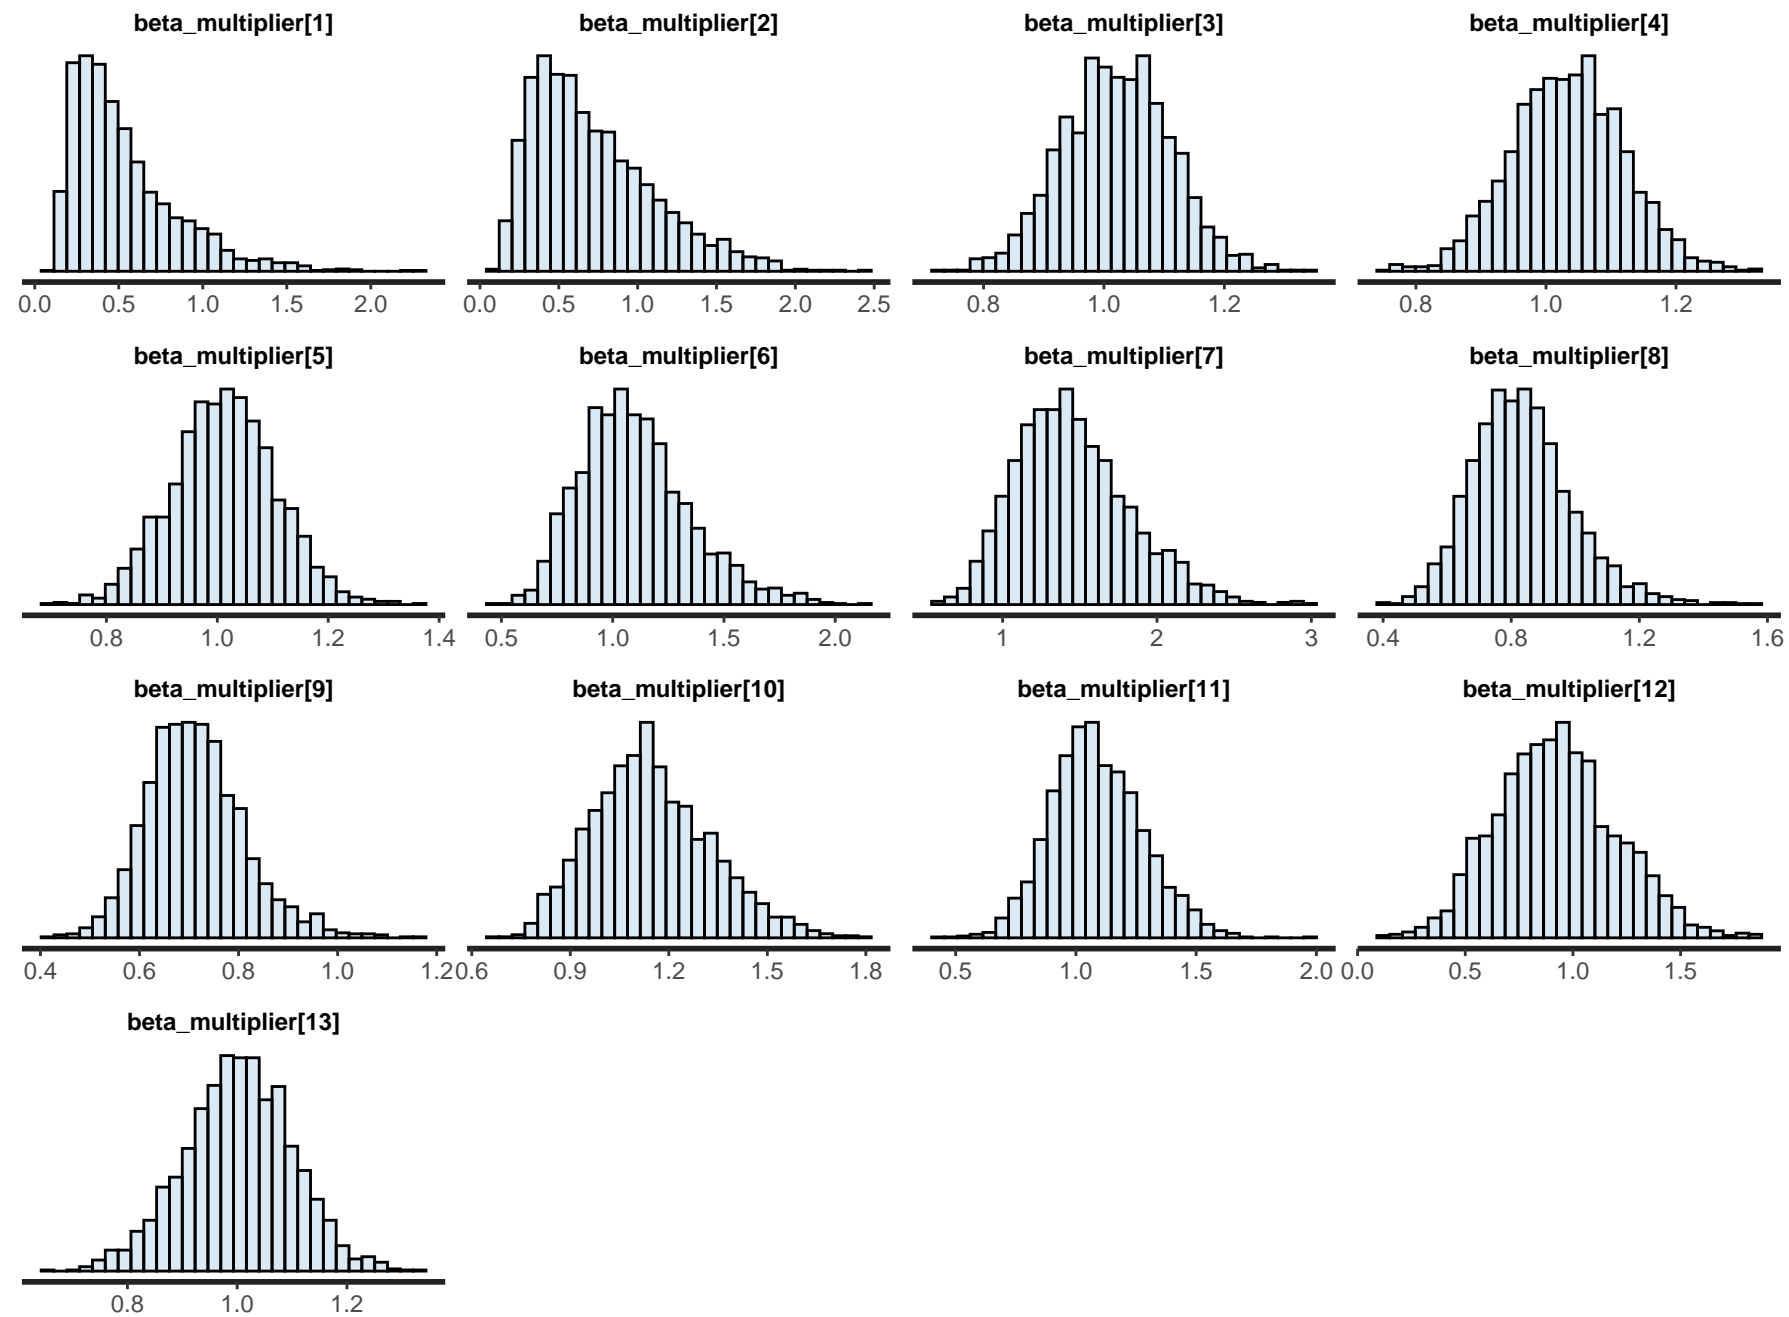 beta_multiplier[1] beta_multiplier[2] beta_multiplier[3] beta_multiplier[4]
0.0 0.5 1.0 1.5 2.0 0.0 0.5 1.0 1.5 2.0 2.5 0.8 1.0 1.2 0.8 1.0 1.2
beta_multiplier[5] beta_multiplier[6] beta_multiplier[7] beta_multiplier[8]
0.8 1.0 1.2 1.4 0.5 1.0 1.5 2.0 1 2 3 0.4 0.8 1.2 1.6
beta_multiplier[9] beta_multiplier[10] beta_multiplier[11] beta_multiplier[12]
0.4 0.6 0.8 1.0 1.2 0.6 0.9 1.2 1.5 1.8 0.5 1.0 1.5 2.0 0.0 0.5 1.0 1.5
beta_multiplier[13]
0.8 1.0 1.2